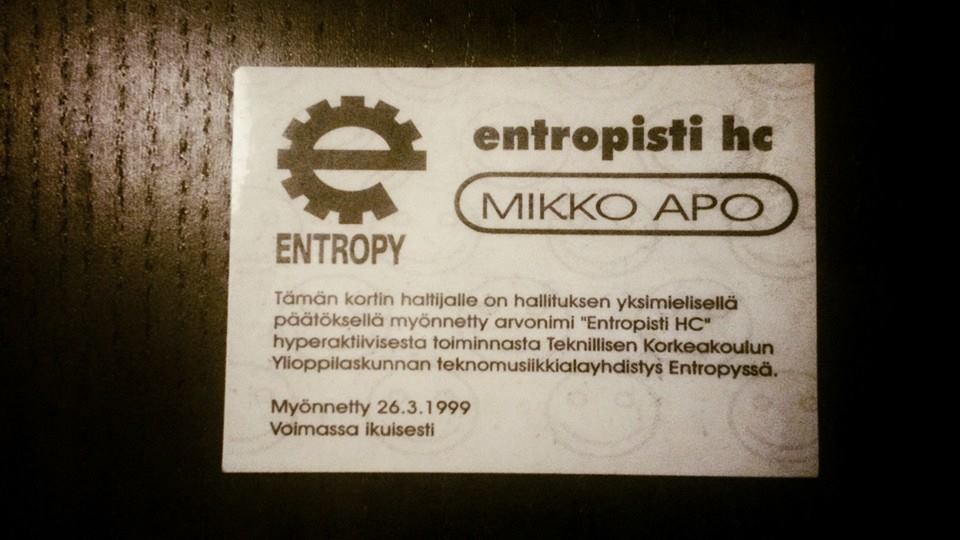 entropisti hc
MIKKO APO
ENTROPY
Tämän kortin haltijalle on hallituksen yksimielisellä
päätöksellä myönnetty arvonimi "Entropisti HC"
hyperaktiivisesta toiminnasta Teknillisen Korkeakoulun
Ylioppilaskunnan teknomusiikkialayhdistys Entropyssä.
Myönnetty 26.3.1999
Voimassa ikuisesti